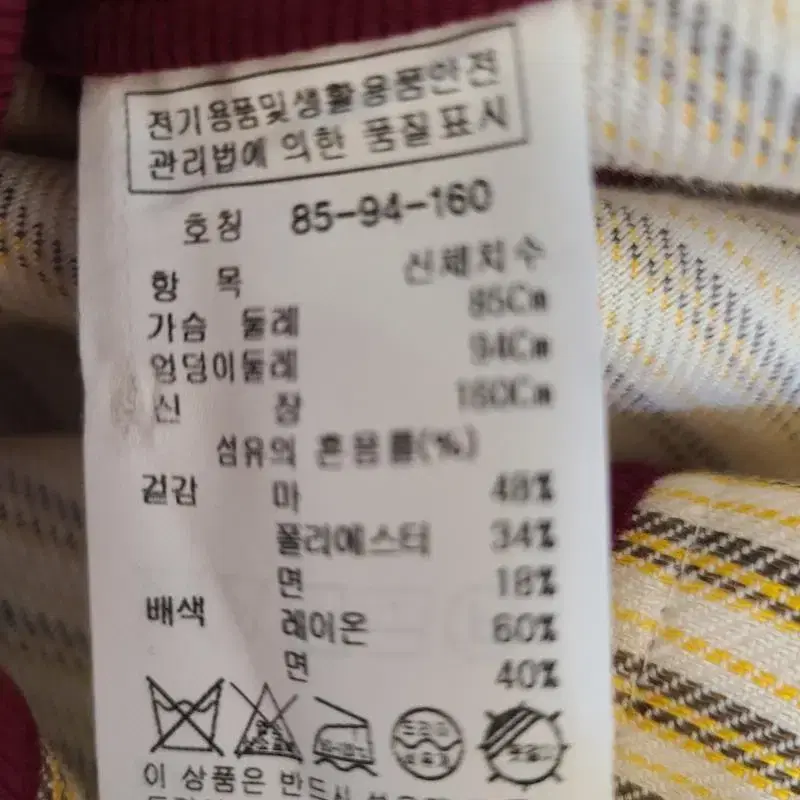 전기용품및생활용품안전
관리법에 의한 품질표시
호칭 85-94-160
항 목 신체치수
가슴 둘레 85Cm
엉덩이둘레 94Cm
신 장 160Cm
섬유의 혼용률(%)
겉감 마 48%
폴리에스터 34%
면 18%
배색 레이온 60%
면 40%
드라이
이 상품은 반드시